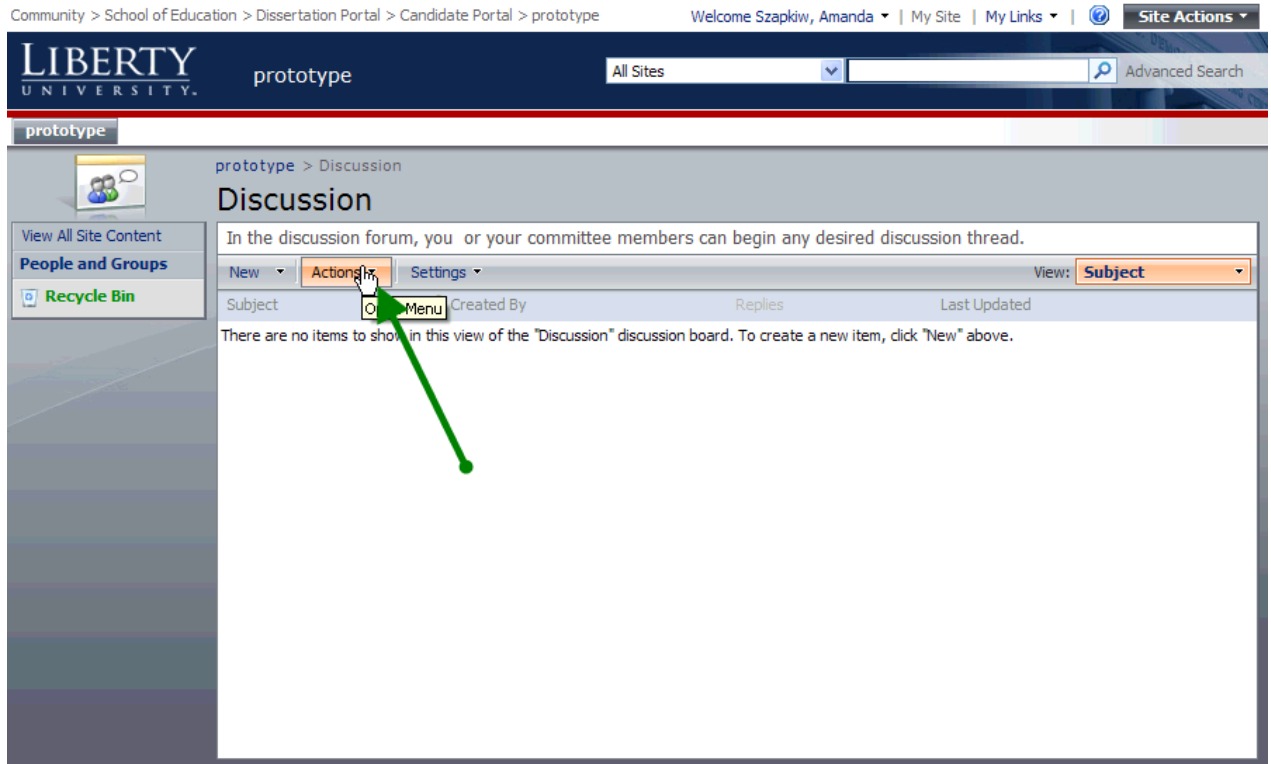 Community > School of Education > Dissertation Portal > Candidate Portal > prototype Welcome Szapkiw, Amanda | My Site | My Links | Site Actions
LIBERTY
UNIVERSITY.
prototype All Sites Advanced Search
prototype
prototype > Discussion
Discussion
View All Site Content
People and Groups
Recycle Bin
In the discussion forum, you or your committee members can begin any desired discussion thread.
New Actions Settings View: Subject
Subject Created By Replies Last Updated
Menu
There are no items to show in this view of the "Discussion" discussion board. To create a new item, click "New" above.